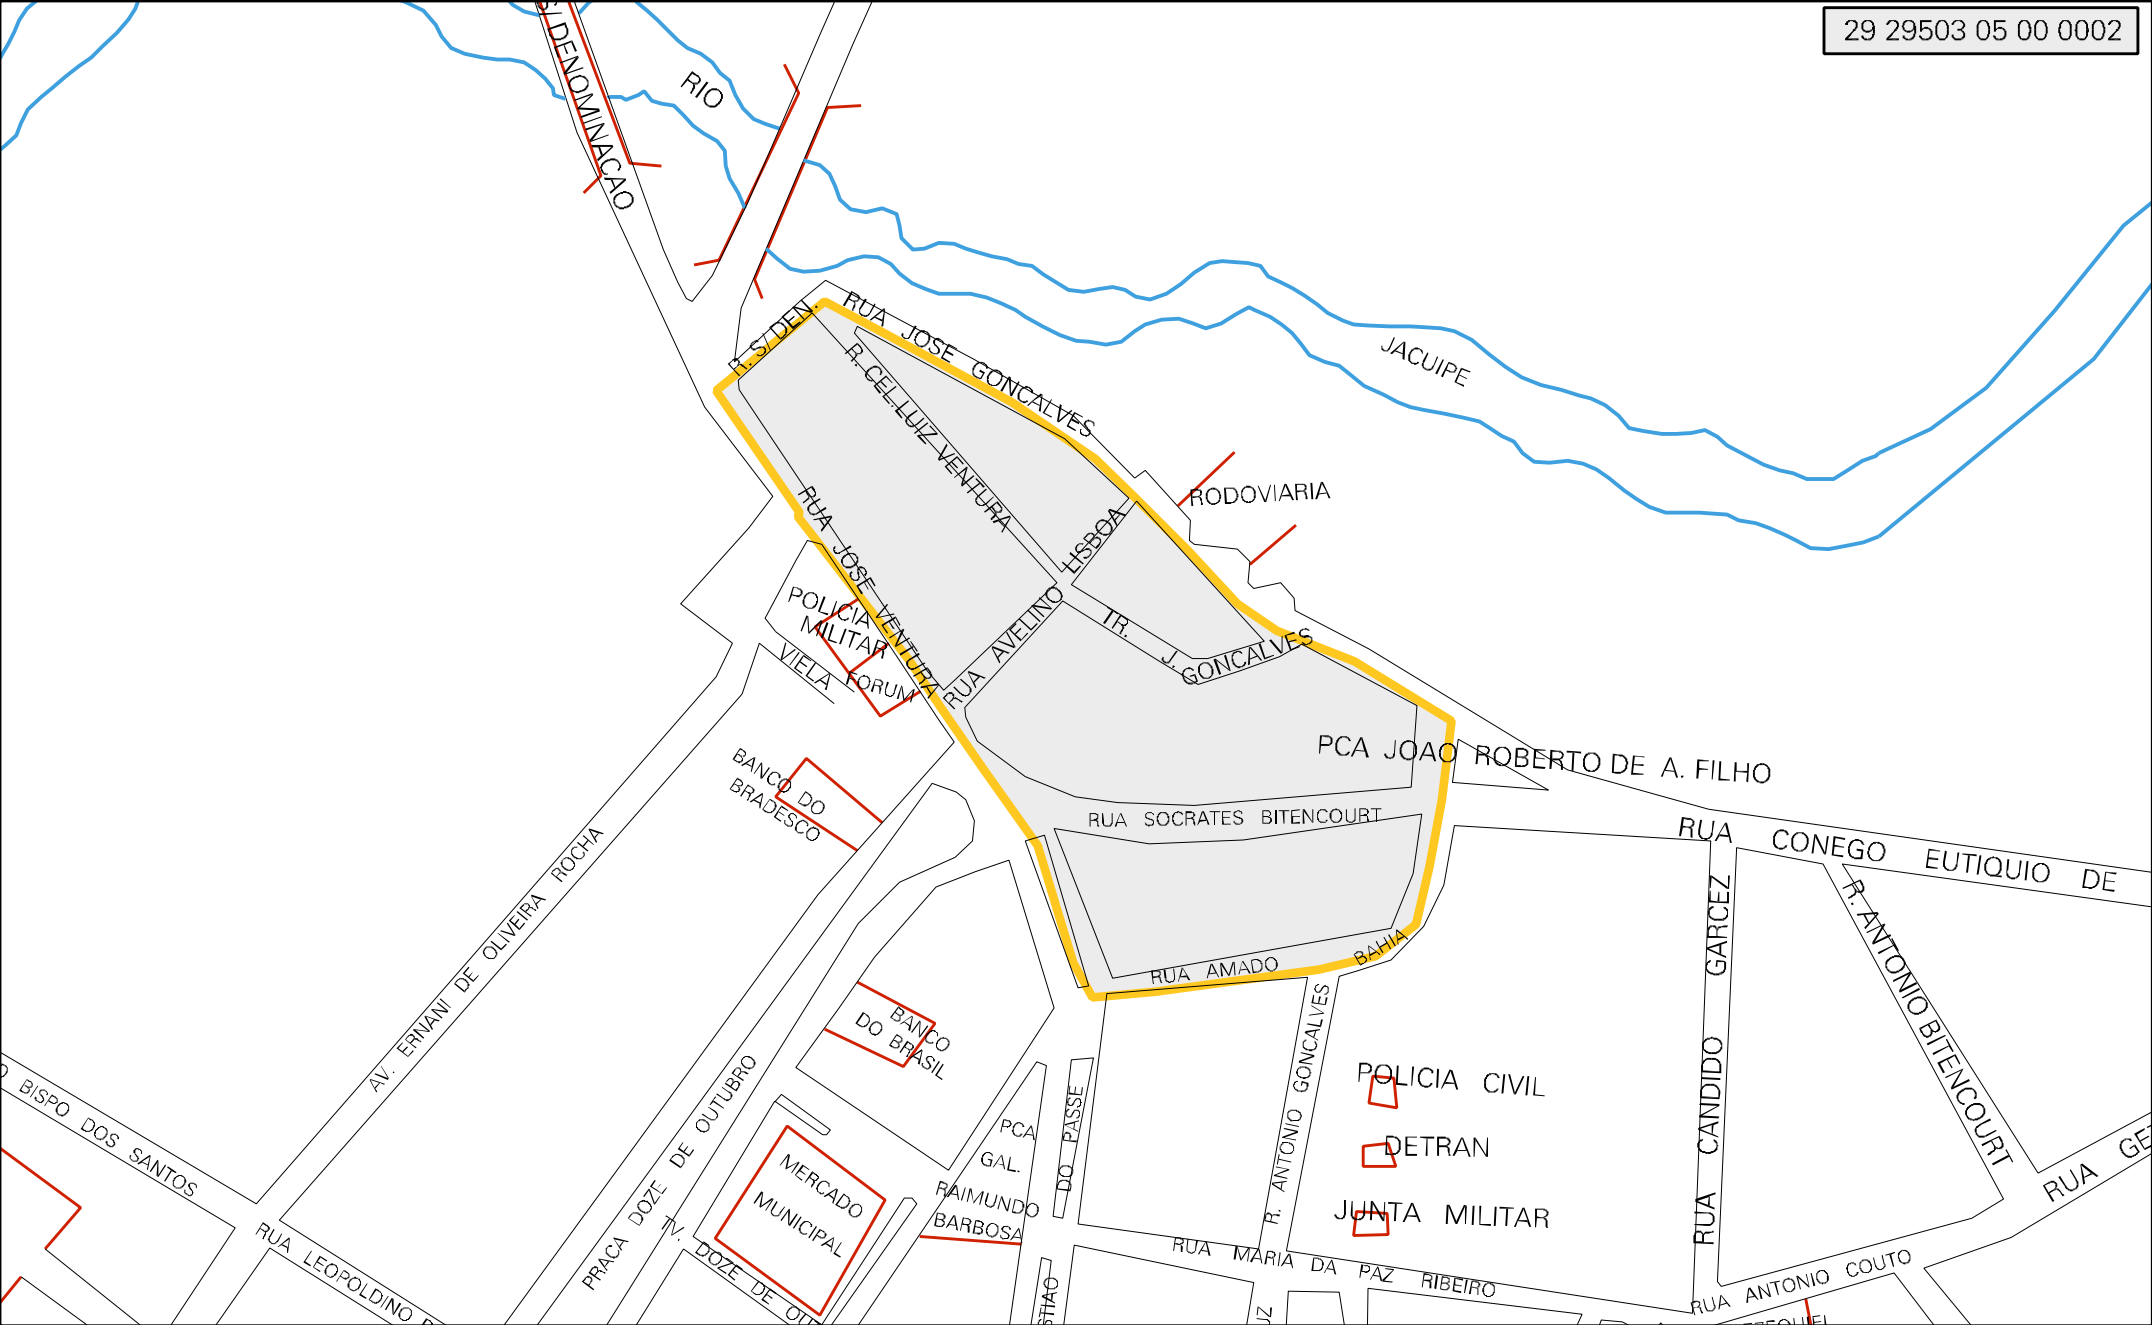 29 29503 05 00 0002
S/ DENOMINACAO
RIO
JACUIPE
R. S/ DEN.
RUA JOSE GONCALVES
R. CEL.LUIZ VENTURA
RODOVIARIA
RUA AVELINO LISBOA
RUA JOSE VENTURA
TR. J. GONCALVES
POLICIA
MILITAR
VIELA
FORUM
PCA JOAO ROBERTO DE A. FILHO
BANCO DO
BRADESCO
RUA SOCRATES BITENCOURT
RUA CONEGO EUTIQUIO DE
AV. ERNANI DE OLIVEIRA ROCHA
RUA AMADO BAHIA
RUA CANDIDO GARCEZ
R. ANTONIO BITENCOURT
BANCO
DO BRASIL
R. ANTONIO GONCALVES
POLICIA CIVIL
DETRAN
JUNTA MILITAR
BISPO DOS SANTOS
PRACA DOZE DE OUTUBRO
MERCADO
MUNICIPAL
PCA
GAL.
RAIMUNDO
BARBOSA
DO PASSE
RUA LEOPOLDINO
TV. DOZE DE OUT
RUA MARIA DA PAZ RIBEIRO
RUA ANTONIO COUTO
RUA GE
STIAO
UZ